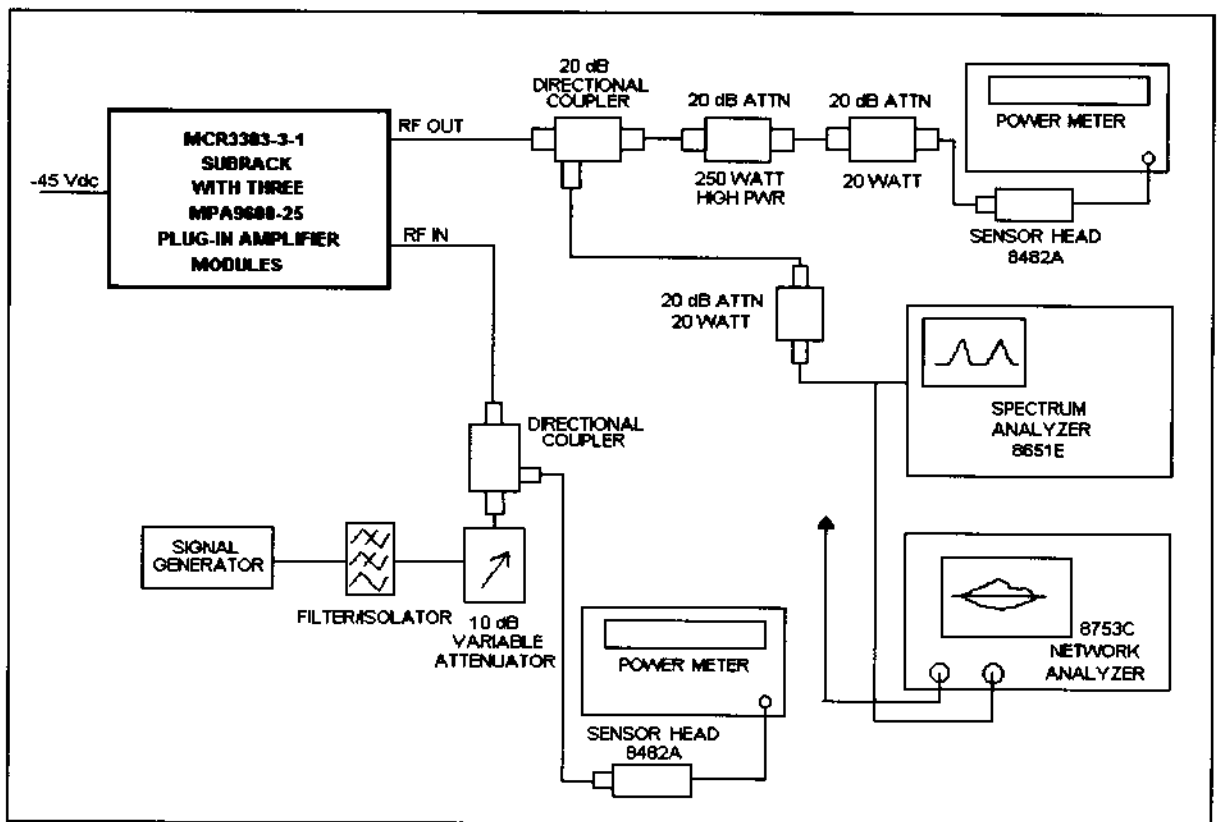 MCR3383-3-1
SUBRACK
WITH THREE
MPA9600-25
PLUG-IN AMPLIFIER
MODULES
-45 Vdc
RF OUT
RF IN
20 dB
DIRECTIONAL
COUPLER
20 dB ATTN
250 WATT
HIGH PWR
20 dB ATTN
20 WATT
POWER METER
SENSOR HEAD
8482A
20 dB ATTN
20 WATT
SPECTRUM
ANALYZER
8651E
DIRECTIONAL
COUPLER
SIGNAL
GENERATOR
FILTER/ISOLATOR
10 dB
VARIABLE
ATTENUATOR
POWER METER
SENSOR HEAD
8482A
8753C
NETWORK
ANALYZER